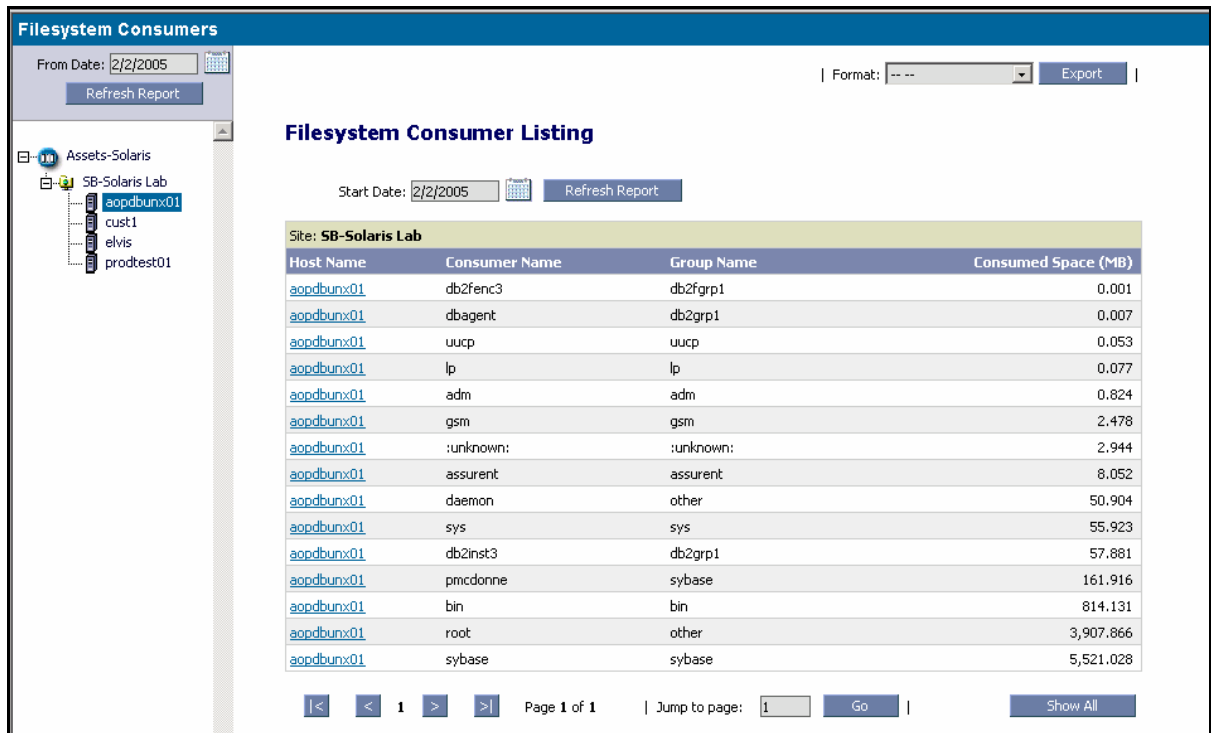 Filesystem Consumers
From Date: 2/2/2005
Refresh Report
| Format: -- -- Export |
Assets-Solaris
SB-Solaris Lab
aopdbunx01
cust1
elvis
prodtest01
Filesystem Consumer Listing
Start Date: 2/2/2005 Refresh Report
Site: SB-Solaris Lab
Host Name Consumer Name Group Name Consumed Space (MB)
aopdbunx01 db2fenc3 db2fgrp1 0.001
aopdbunx01 dbagent db2grp1 0.007
aopdbunx01 uucp uucp 0.053
aopdbunx01 lp lp 0.077
aopdbunx01 adm adm 0.824
aopdbunx01 gsm gsm 2.478
aopdbunx01 :unknown: :unknown: 2.944
aopdbunx01 assurent assurent 8.052
aopdbunx01 daemon other 50.904
aopdbunx01 sys sys 55.923
aopdbunx01 db2inst3 db2grp1 57.881
aopdbunx01 pmcdonne sybase 161.916
aopdbunx01 bin bin 814.131
aopdbunx01 root other 3,907.866
aopdbunx01 sybase sybase 5,521.028
|< < 1 > >| Page 1 of 1 | Jump to page: 1 Go | Show All